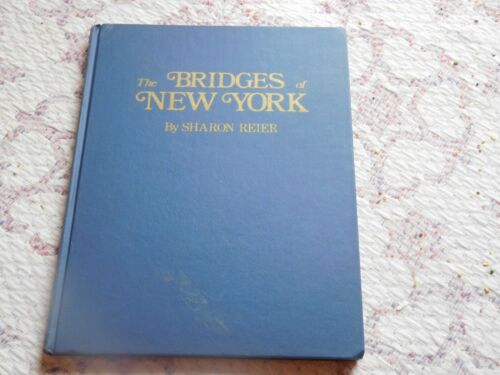 The BRIDGES of
NEW YORK
By SHARON REIER